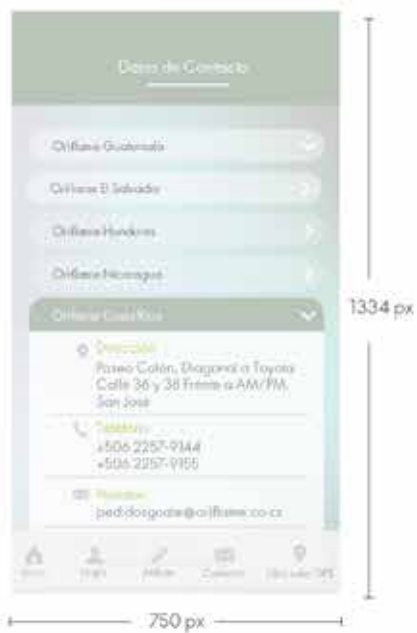 Datos de Contacto
Oriflame Guatemala
Oriflame El Salvador
Oriflame Honduras
Oriflame Nicaragua
Oriflame Costa Rica
Dirección
Paseo Colón, Diagonal a Toyota
Calle 36 y 38 Frente a AM/PM
San José
Teléfono
+506 2257-9144
+506 2257-9155
1334 px
750 px